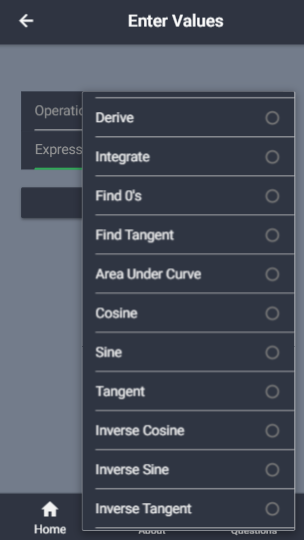 Enter Values
Operatio
Express
Derive
Integrate
Find 0's
Find Tangent
Area Under Curve
Cosine
Sine
Tangent
Inverse Cosine
Inverse Sine
Inverse Tangent
Home
About
Questions